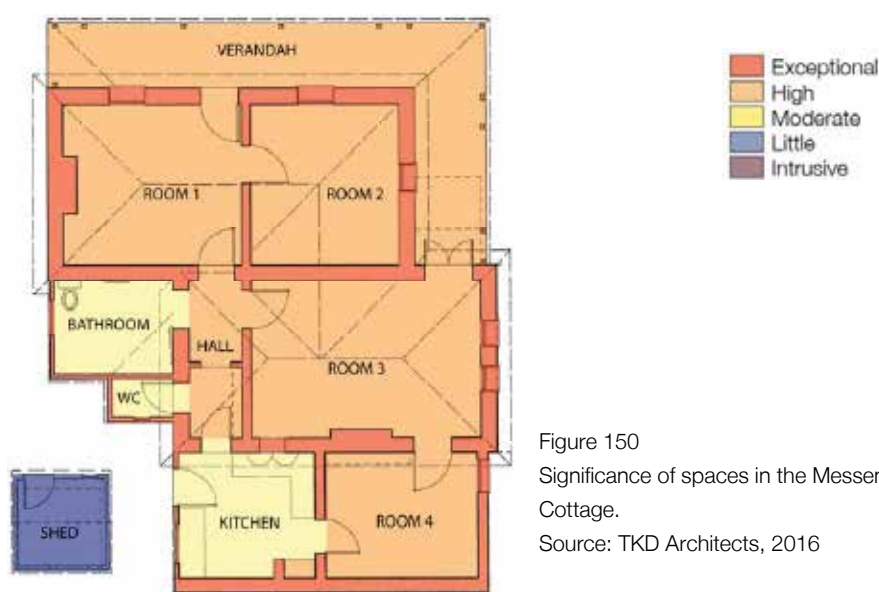 VERANDAH
ROOM 1
ROOM 2
BATHROOM
HALL
WC
ROOM 3
SHED
KITCHEN
ROOM 4
Exceptional
High
Moderate
Little
Intrusive
Figure 150
Significance of spaces in the Messer
Cottage.
Source: TKD Architects, 2016